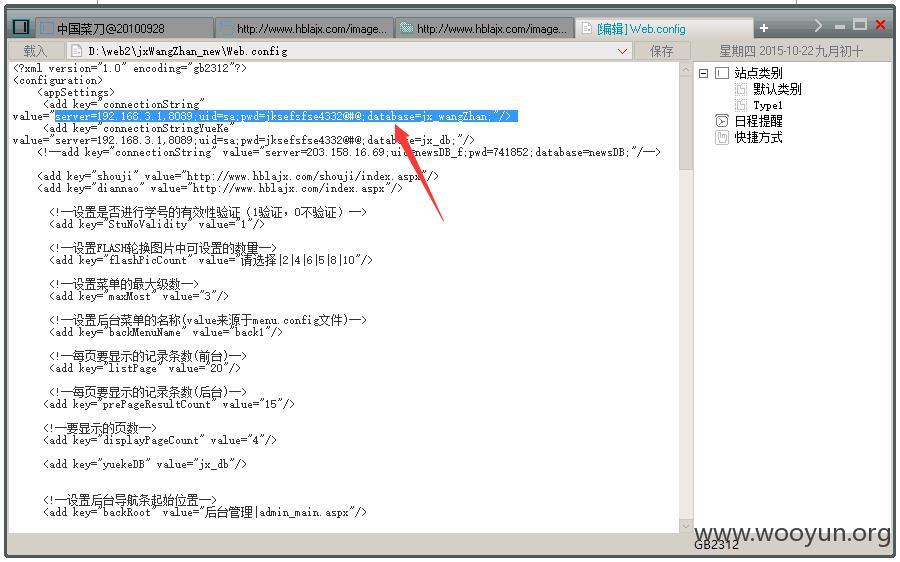 中国菜刀@20100928
http://www.hblajx.com/image...
http://www.hblajx.com/image...
[编辑] Web.config
载入
D:\web2\jxWangZhan_new\Web.config
保存
星期四 2015-10-22 九月初十
<?xml version="1.0" encoding="gb2312"?>
<configuration>
<appSettings>
<add key="connectionString"
value="server=192.168.3.1,8089;uid=sa;pwd=jksefsfse4332@#@;database=jx_wangZhan;"/>
<add key="connectionStringYueKe"
value="server=192.168.3.1,8089;uid=sa;pwd=jksefsfse4332@#@;database=jx_db;"/>
<!--add key="connectionString" value="server=203.158.16.69;uid=newsDB_f;pwd=741852;database=newsDB;"/-->
<add key="shouji" value="http://www.hblajx.com/shouji/index.aspx"/>
<add key="diannao" value="http://www.hblajx.com/index.aspx"/>
<!--设置是否进行学号的有效性验证（1验证，0不验证）-->
<add key="StuNoValidity" value="1"/>
<!--设置FLASH轮换图片中可设置的数量-->
<add key="flashPicCount" value="请选择|2|4|6|5|8|10"/>
<!--设置菜单的最大级数-->
<add key="maxMost" value="3"/>
<!--设置后台菜单的名称(value来源于menu.config文件)-->
<add key="backMenuName" value="back1"/>
<!--每页要显示的记录条数(前台)-->
<add key="listPage" value="20"/>
<!--每页要显示的记录条数(后台)-->
<add key="prePageResultCount" value="15"/>
<!--要显示的页数-->
<add key="displayPageCount" value="4"/>
<add key="yuekeDB" value="jx_db"/>
<!--设置后台导航条起始位置-->
<add key="backRoot" value="后台管理|admin_main.aspx"/>
站点类别
默认类别
Type1
日程提醒
快捷方式
www.wooyun.org
GB2312